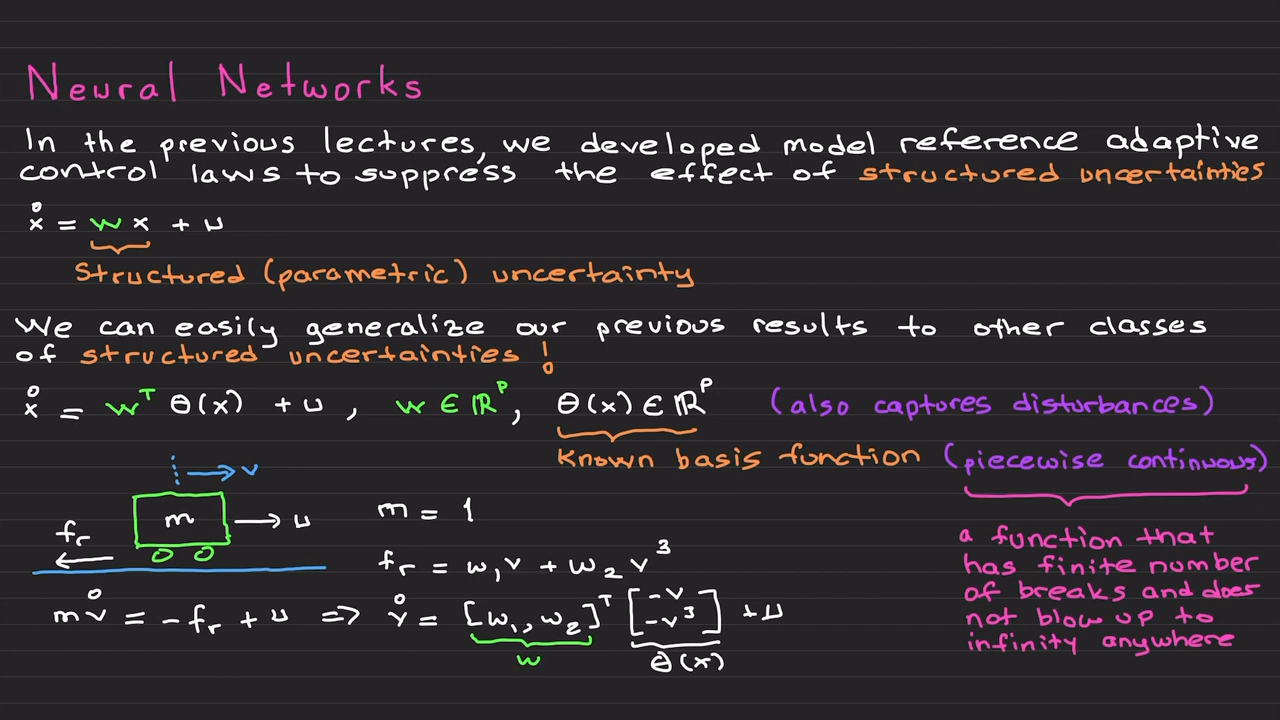 Neural Networks
In the previous lectures, we developed model reference adaptive
control laws to suppress the effect of structured uncertainties
ẋ = w x + u
Structured (parametric) uncertainty
We can easily generalize our previous results to other classes
of structured uncertainties!
ẋ = wᵀ θ(x) + u, w ∈ ℝᵖ, θ(x) ∈ ℝᵖ (also captures disturbances)
Known basis function (piecewise continuous)
v
m u
fᵣ
m = 1
fᵣ = w₁v + w₂v³
mv̇ = -fᵣ + u ⇒ v̇ = [w₁, w₂]ᵀ [-v -v³] + u
w
θ(x)
a function that
has finite number
of breaks and does
not blow up to
infinity anywhere